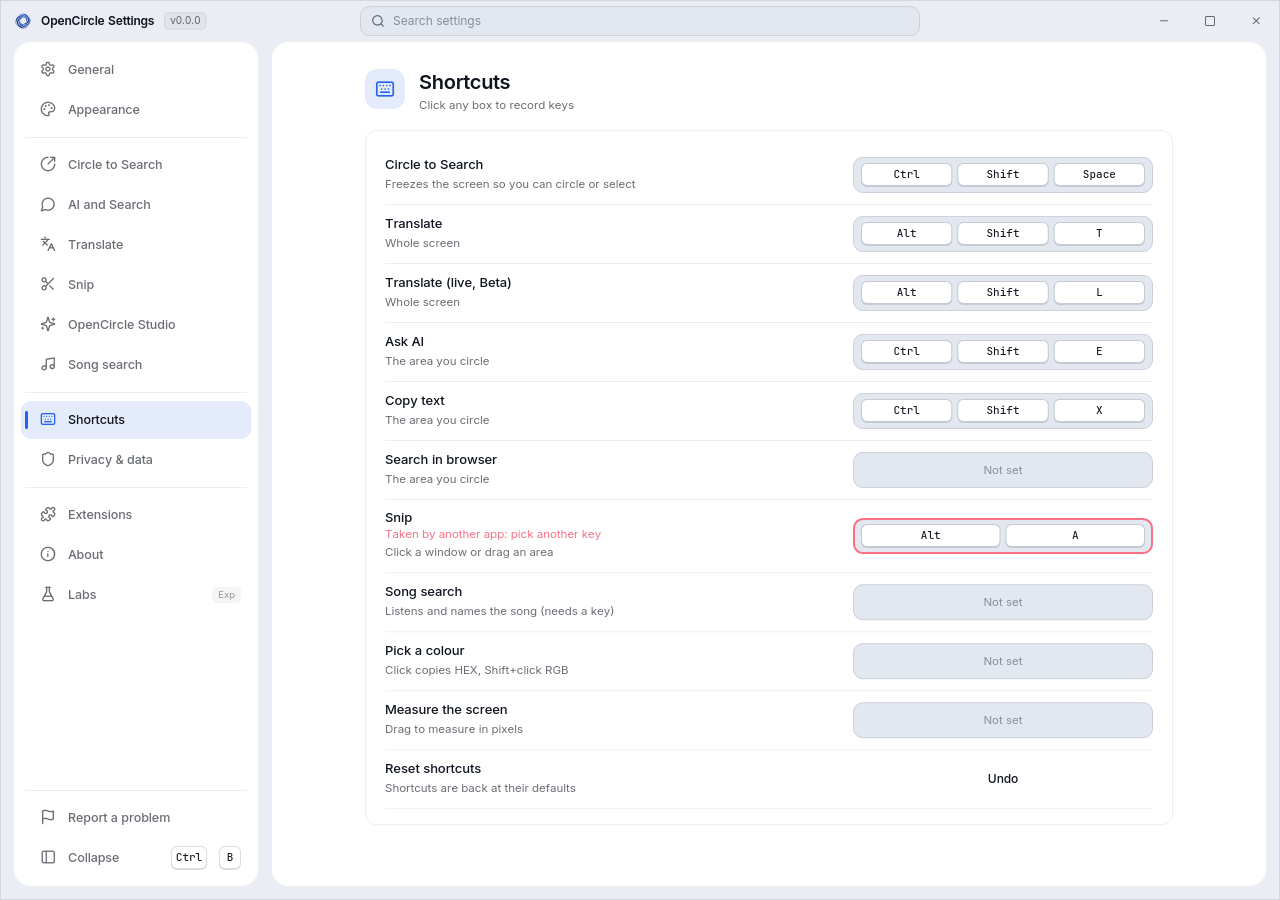 OpenCircle Settings v0.0.0
Search settings
General
Appearance
Circle to Search
AI and Search
Translate
Snip
OpenCircle Studio
Song search
Shortcuts
Privacy & data
Extensions
About
Labs Exp
Report a problem
Collapse Ctrl B
Shortcuts
Click any box to record keys
Circle to Search
Freezes the screen so you can circle or select
Ctrl Shift Space
Translate
Whole screen
Alt Shift T
Translate (live, Beta)
Whole screen
Alt Shift L
Ask AI
The area you circle
Ctrl Shift E
Copy text
The area you circle
Ctrl Shift X
Search in browser
The area you circle
Not set
Snip
Taken by another app: pick another key
Click a window or drag an area
Alt A
Song search
Listens and names the song (needs a key)
Not set
Pick a colour
Click copies HEX, Shift+click RGB
Not set
Measure the screen
Drag to measure in pixels
Not set
Reset shortcuts
Shortcuts are back at their defaults
Undo